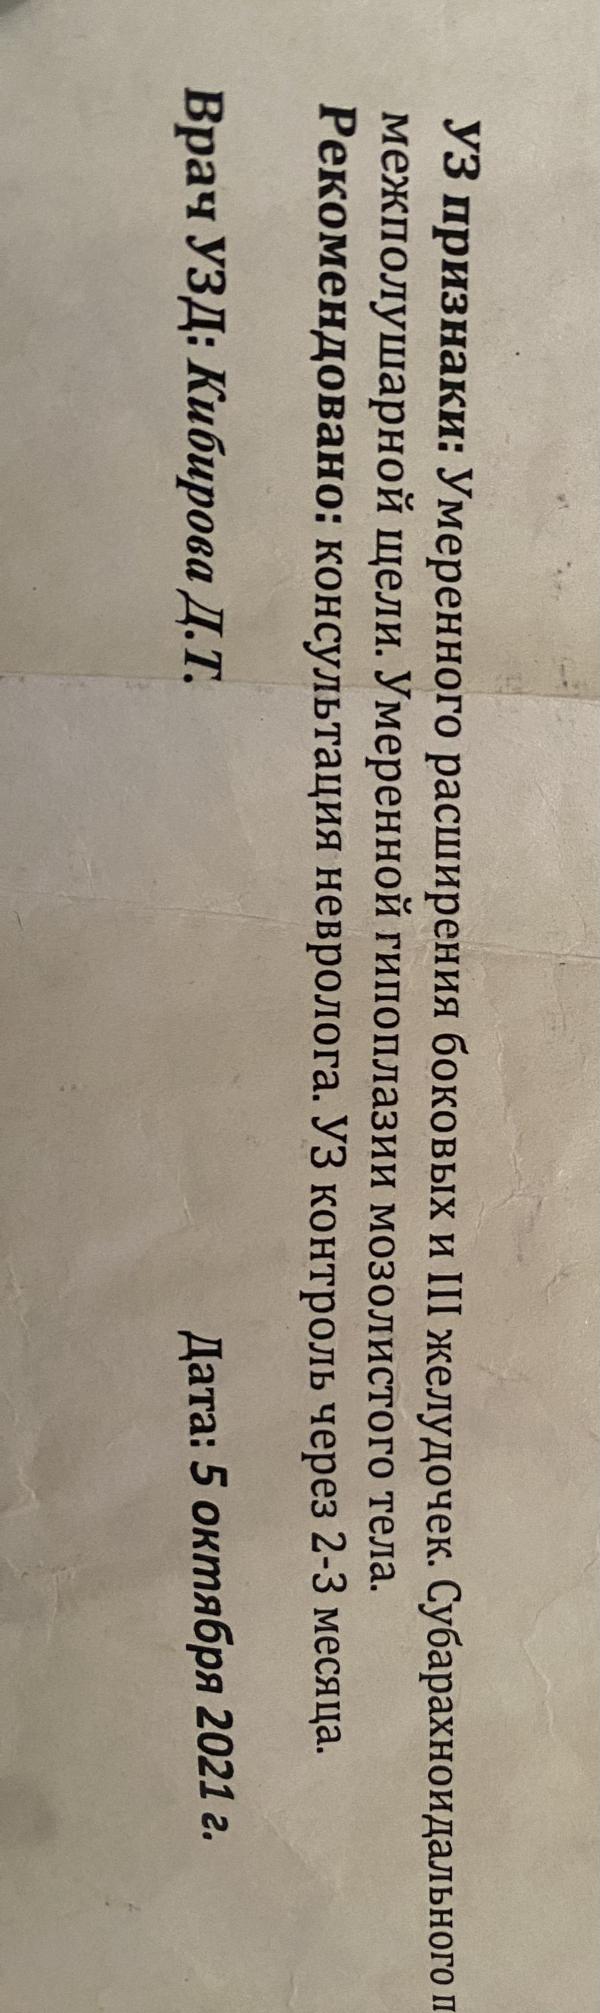 УЗ признаки: Умеренного расширения боковых и III желудочек. Субарахноидального
межполушарной щели. Умеренной гипоплазии мозолистого тела.
Рекомендовано: консультация невролога. УЗ контроль через 2-3 месяца.
Врач УЗД: Кибирова Д.Т. Дата: 5 октября 2021 г.